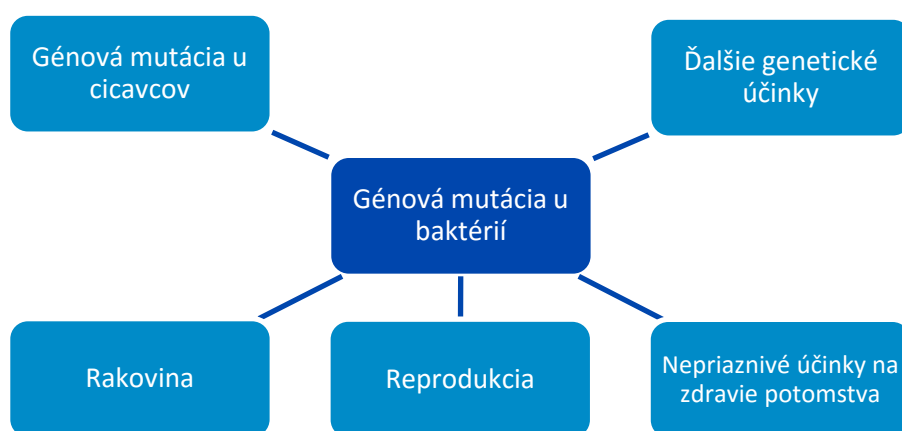 Génová mutácia u
cicavcov
Ďalšie genetické
účinky
Génová mutácia u
baktérií
Rakovina
Reprodukcia
Nepriaznivé účinky na
zdravie potomstva